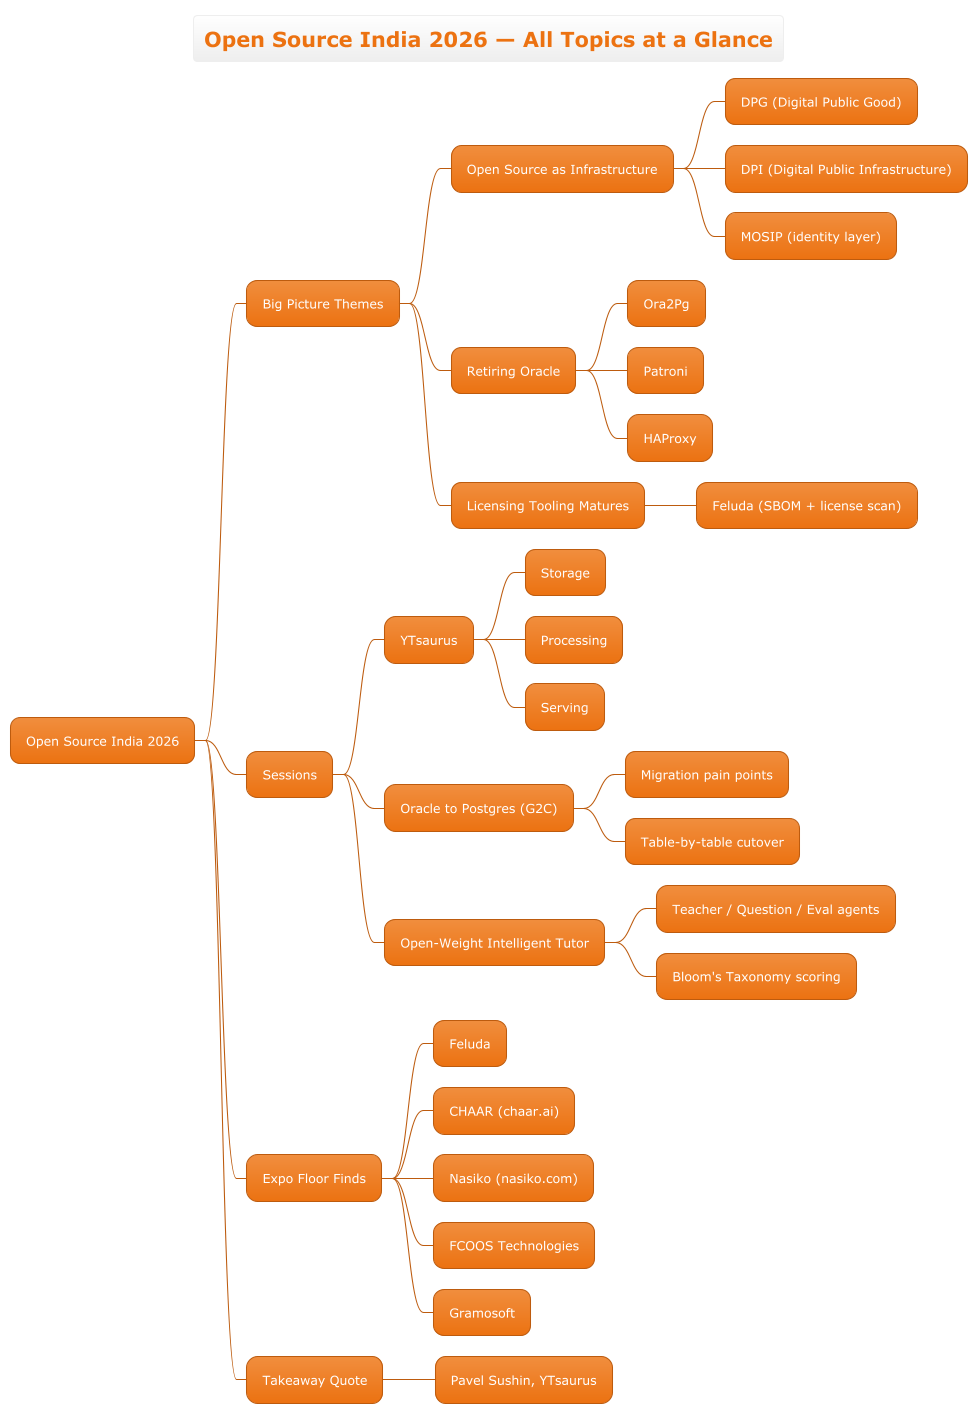 Open Source India 2026 — All Topics at a Glance
Open Source India 2026
Big Picture Themes
Open Source as Infrastructure
DPG (Digital Public Good)
DPI (Digital Public Infrastructure)
MOSIP (identity layer)
Retiring Oracle
Ora2Pg
Patroni
HAProxy
Licensing Tooling Matures
Feluda (SBOM + license scan)
Sessions
YTsaurus
Storage
Processing
Serving
Oracle to Postgres (G2C)
Migration pain points
Table-by-table cutover
Open-Weight Intelligent Tutor
Teacher / Question / Eval agents
Bloom's Taxonomy scoring
Expo Floor Finds
Feluda
CHAAR (chaar.ai)
Nasiko (nasiko.com)
FCOOS Technologies
Gramosoft
Takeaway Quote
Pavel Sushin, YTsaurus